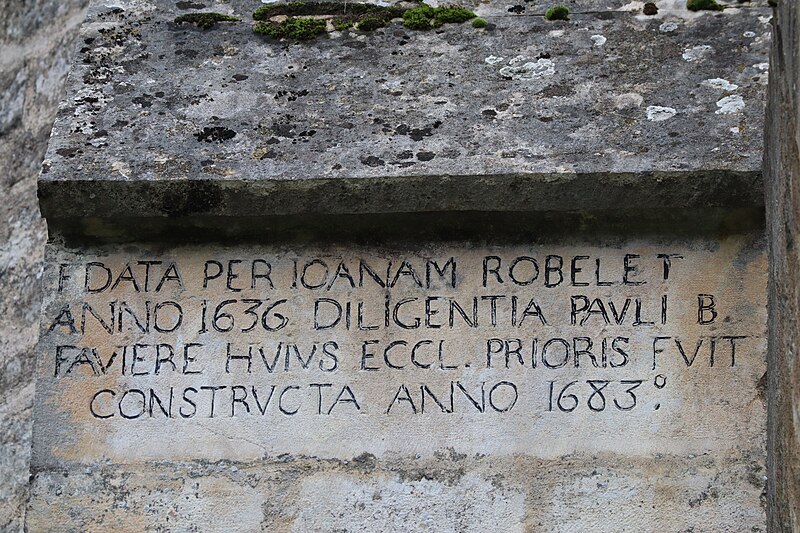 FDATA PER IOANAM ROBELET
ANNO 1636 DILIGENTIA PAVLI B.
FAVIERE HVIVS ECCL. PRIORIS FVIT
CONSTRVCTA ANNO 1683.º